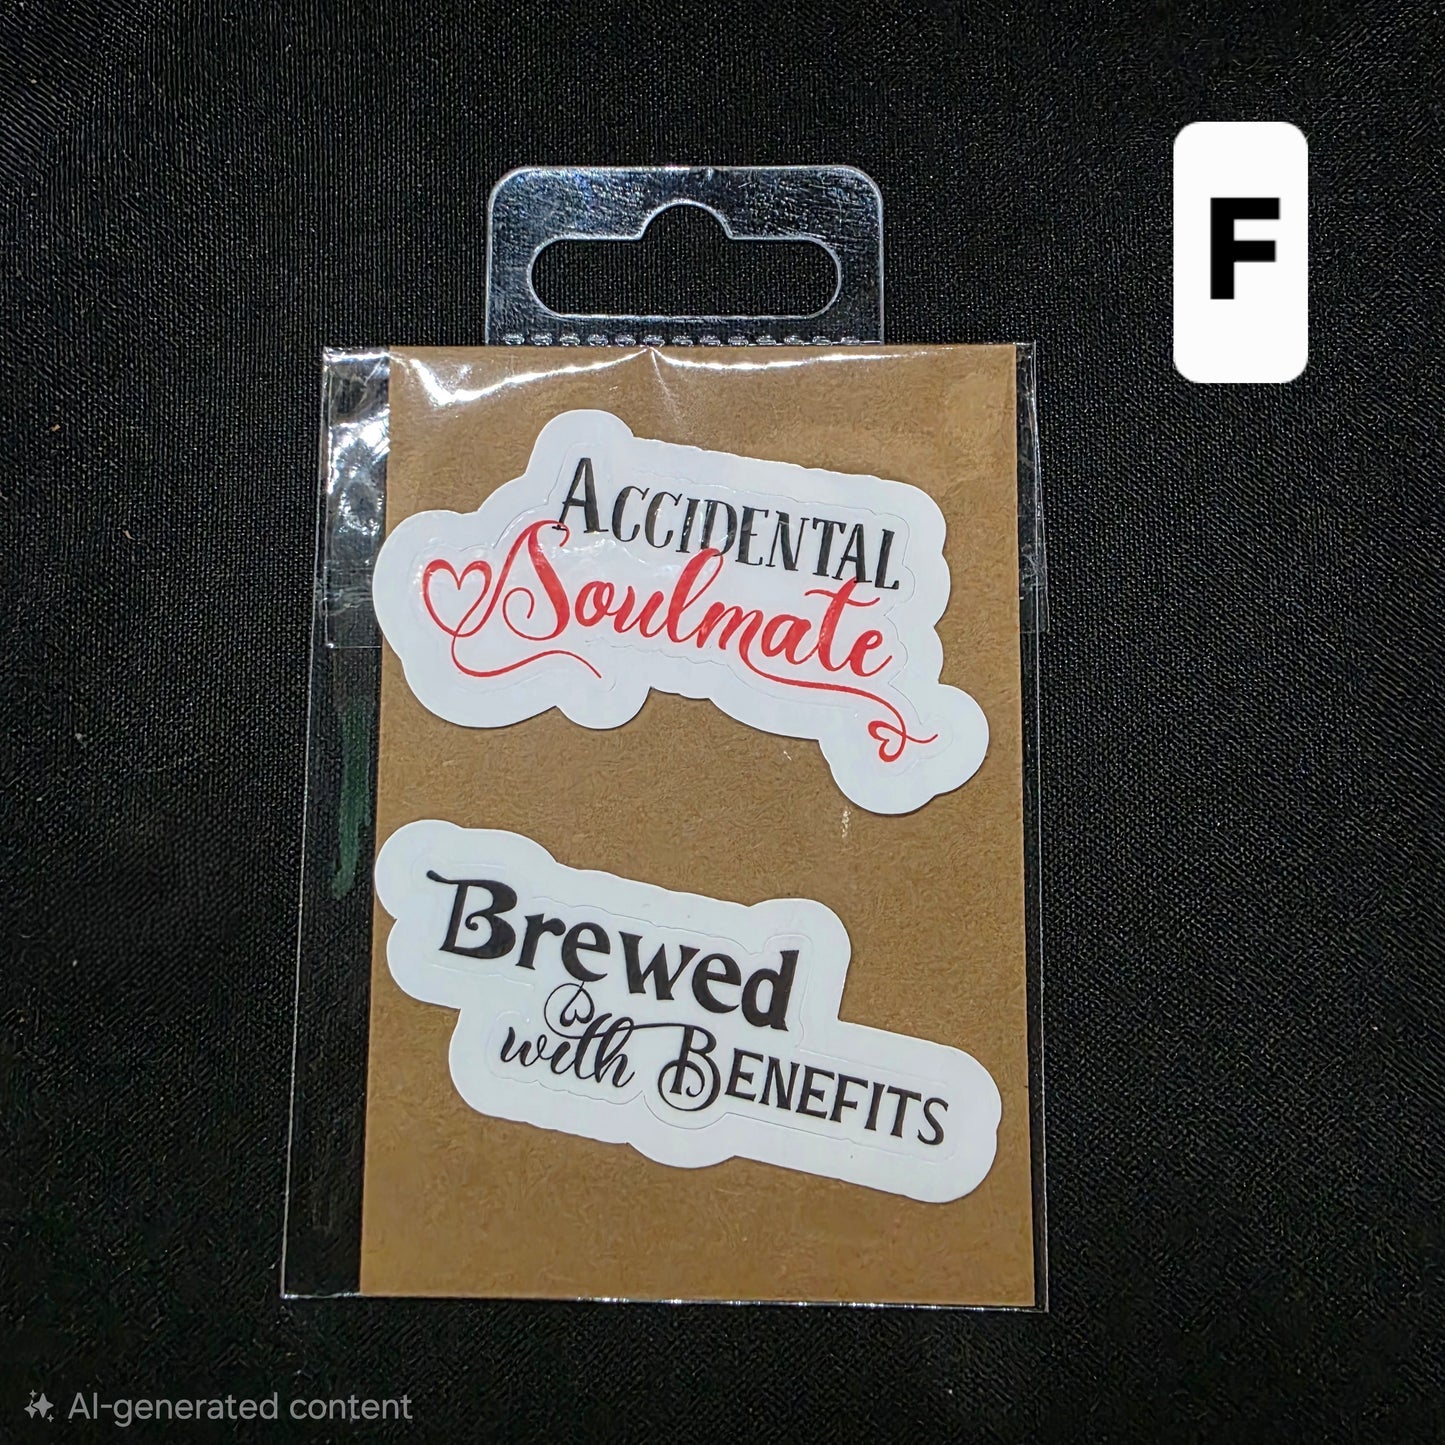 F
Accidental
Soulmate
Brewed
with Benefits
AI-generated content